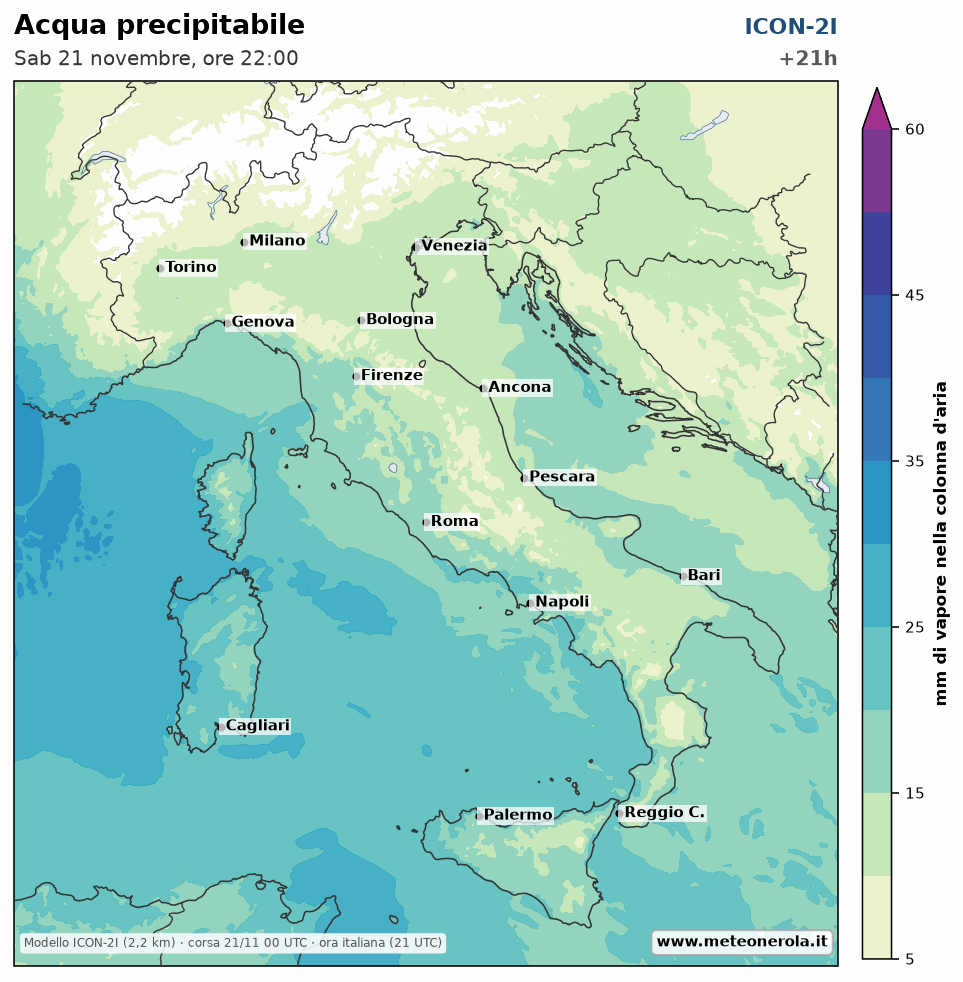 Acqua precipitabile
ICON-2I
Sab 21 novembre, ore 22:00
+21h
60
Milano
Venezia
Torino
45
Genova
Bologna
Firenze
Ancona
35
Pescara
Roma
Bari
Napoli
25
Cagliari
15
Palermo
Reggio C.
mm di vapore nella colonna d'aria
Modello ICON-2I (2,2 km) · corsa 21/11 00 UTC · ora italiana (21 UTC)
www.meteonerola.it
5